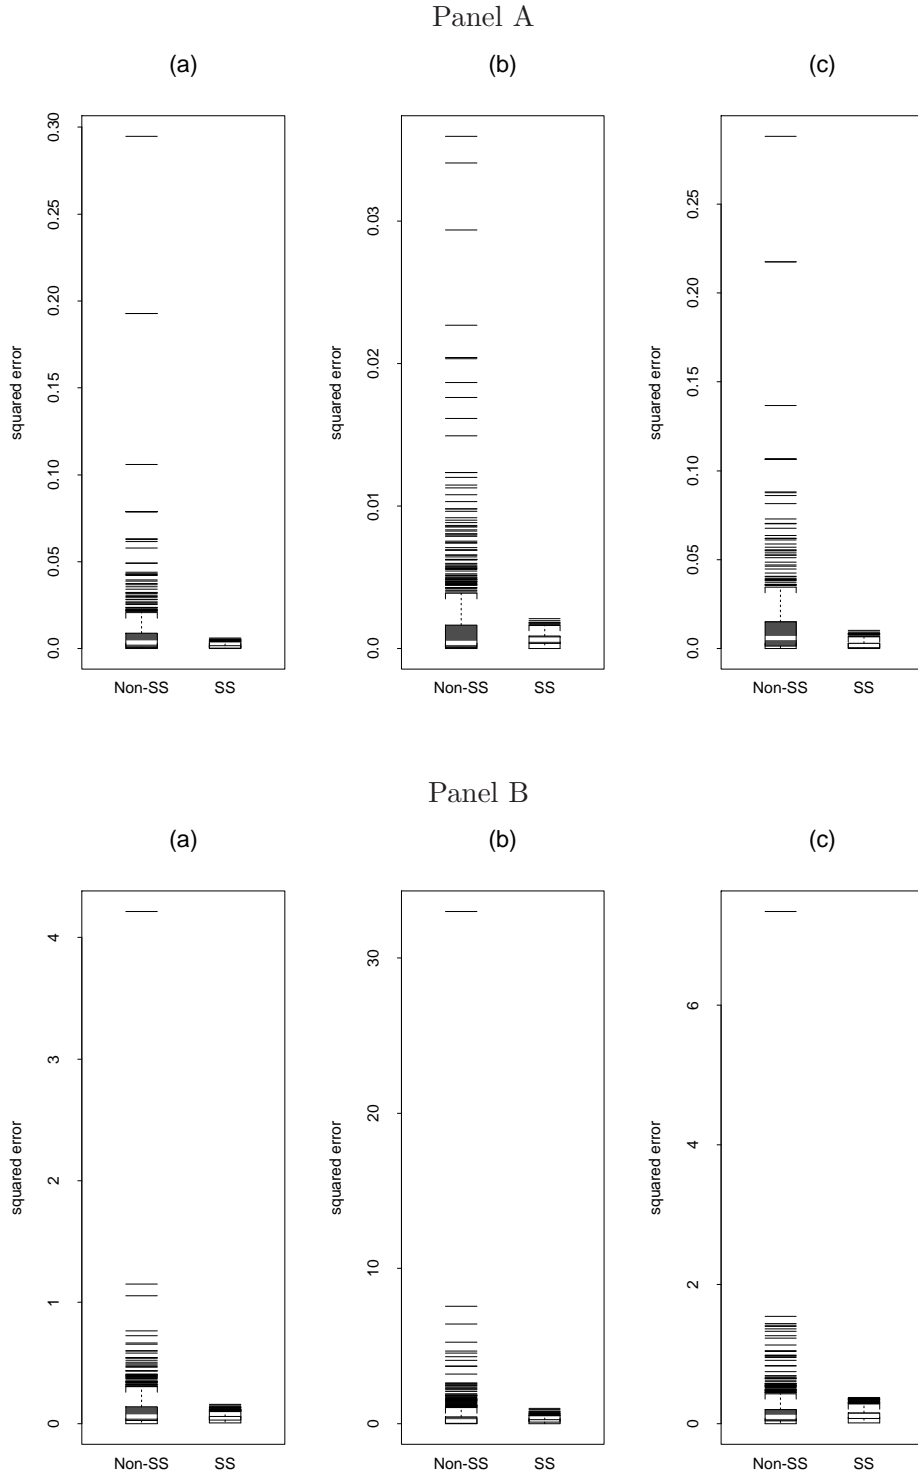 Panel A
(a) (b) (c)
squared error
0.0 0.05 0.10 0.15 0.20 0.25 0.30
Non-SS SS
squared error
0.0 0.01 0.02 0.03
Non-SS SS
squared error
0.0 0.05 0.10 0.15 0.20 0.25
Non-SS SS
Panel B
(a) (b) (c)
squared error
0 1 2 3 4
Non-SS SS
squared error
0 10 20 30
Non-SS SS
squared error
0 2 4 6
Non-SS SS